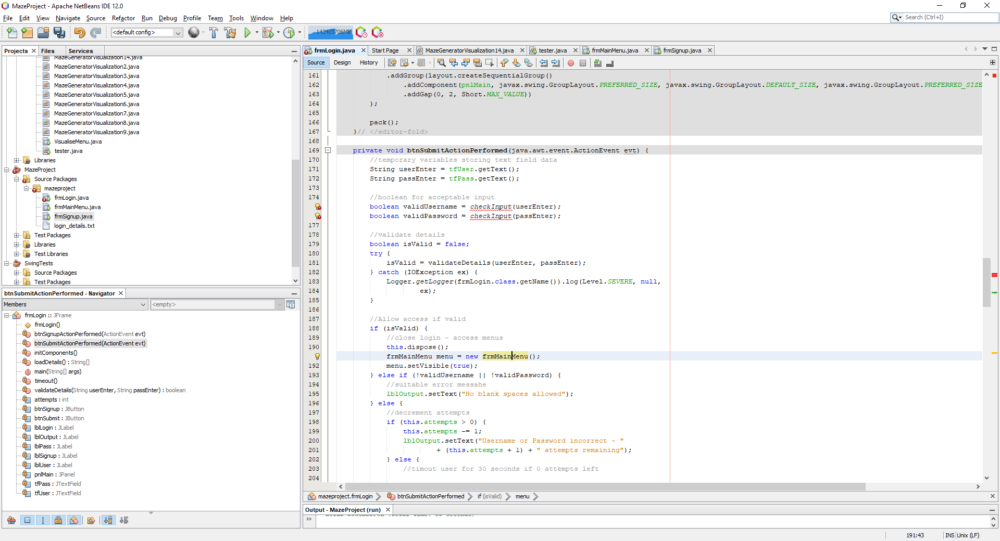 MazeProject - Apache NetBeans IDE 12.0
File Edit View Navigate Source Refactor Run Debug Profile Team Tools Window Help
Search (Ctrl+I)
<default config>
1424/3706MB
Projects Files Services
MazeGeneratorVisualization14.java
MazeGeneratorVisualization2.java
MazeGeneratorVisualization3.java
MazeGeneratorVisualization4.java
MazeGeneratorVisualization5.java
MazeGeneratorVisualization6.java
MazeGeneratorVisualization7.java
MazeGeneratorVisualization8.java
MazeGeneratorVisualization9.java
VisualiseMenu.java
tester.java
Libraries
MazeProject
Source Packages
mazeproject
frmLogin.java
frmMainMenu.java
frmSignup.java
login_details.txt
Test Packages
Libraries
Test Libraries
SwingTests
Source Packages
Test Packages
btnSubmitActionPerformed - Navigator
Members <empty>
frmLogin :: JFrame
frmLogin()
btnSignupActionPerformed(ActionEvent evt)
btnSubmitActionPerformed(ActionEvent evt)
initComponents()
loadDetails() : String[]
main(String[] args)
timeout()
validateDetails(String userEnter, String passEnter) : boolean
attempts : int
btnSignup : JButton
btnSubmit : JButton
lblLogin : JLabel
lblOutput : JLabel
lblPass : JLabel
lblSignup : JLabel
lblUser : JLabel
pnlMain : JPanel
tfPass : JTextField
tfUser : JTextField
frmLogin.java Start Page MazeGeneratorVisualization14.java tester.java frmMainMenu.java frmSignup.java
Source Design History
161 .addGroup(layout.createSequentialGroup()
162 .addComponent(pnlMain, javax.swing.GroupLayout.PREFERRED_SIZE, javax.swing.GroupLayout.DEFAULT_SIZE, javax.swing.GroupLayout.PREFERRED_SIZE
163 .addGap(0, 2, Short.MAX_VALUE))
164 );
165
166 pack();
167 }// </editor-fold>
168
169 private void btnSubmitActionPerformed(java.awt.event.ActionEvent evt) {
170 //temporary variables storing text field data
171 String userEnter = tfUser.getText();
172 String passEnter = tfPass.getText();
173
174 //boolean for acceptable input
boolean validUsername = checkInput(userEnter);
boolean validPassword = checkInput(passEnter);
177
178 //validate details
179 boolean isValid = false;
180 try {
181 isValid = validateDetails(userEnter, passEnter);
182 } catch (IOException ex) {
183 Logger.getLogger(frmLogin.class.getName()).log(Level.SEVERE, null,
184 ex);
185 }
186
187 //Allow access if valid
188 if (isValid) {
189 //close login - access menus
190 this.dispose();
frmMainMenu menu = new frmMainMenu();
192 menu.setVisible(true);
193 } else if (!validUsername || !validPassword) {
194 //suitable error messahe
195 lblOutput.setText("No blank spaces allowed");
196 } else {
197 //decrement attempts
198 if (this.attempts > 0) {
199 this.attempts -= 1;
200 lblOutput.setText("Username or Password incorrect - "
201 + (this.attempts + 1) + " attempts remaining");
202 } else {
203 //timout user for 30 seconds if 0 attempts left
204
mazeproject.frmLogin btnSubmitActionPerformed if (isValid) menu
Output - MazeProject (run)
191:43 INS Unix (LF)